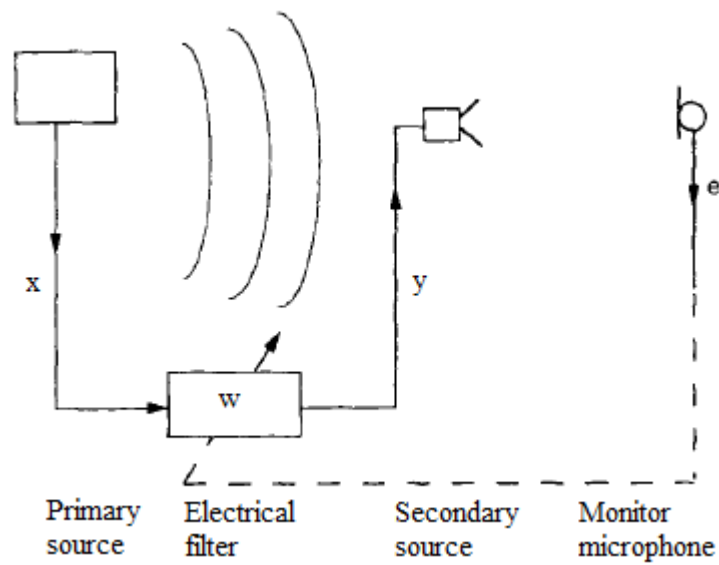 e
x
y
w
Primary Electrical Secondary Monitor
source filter source microphone